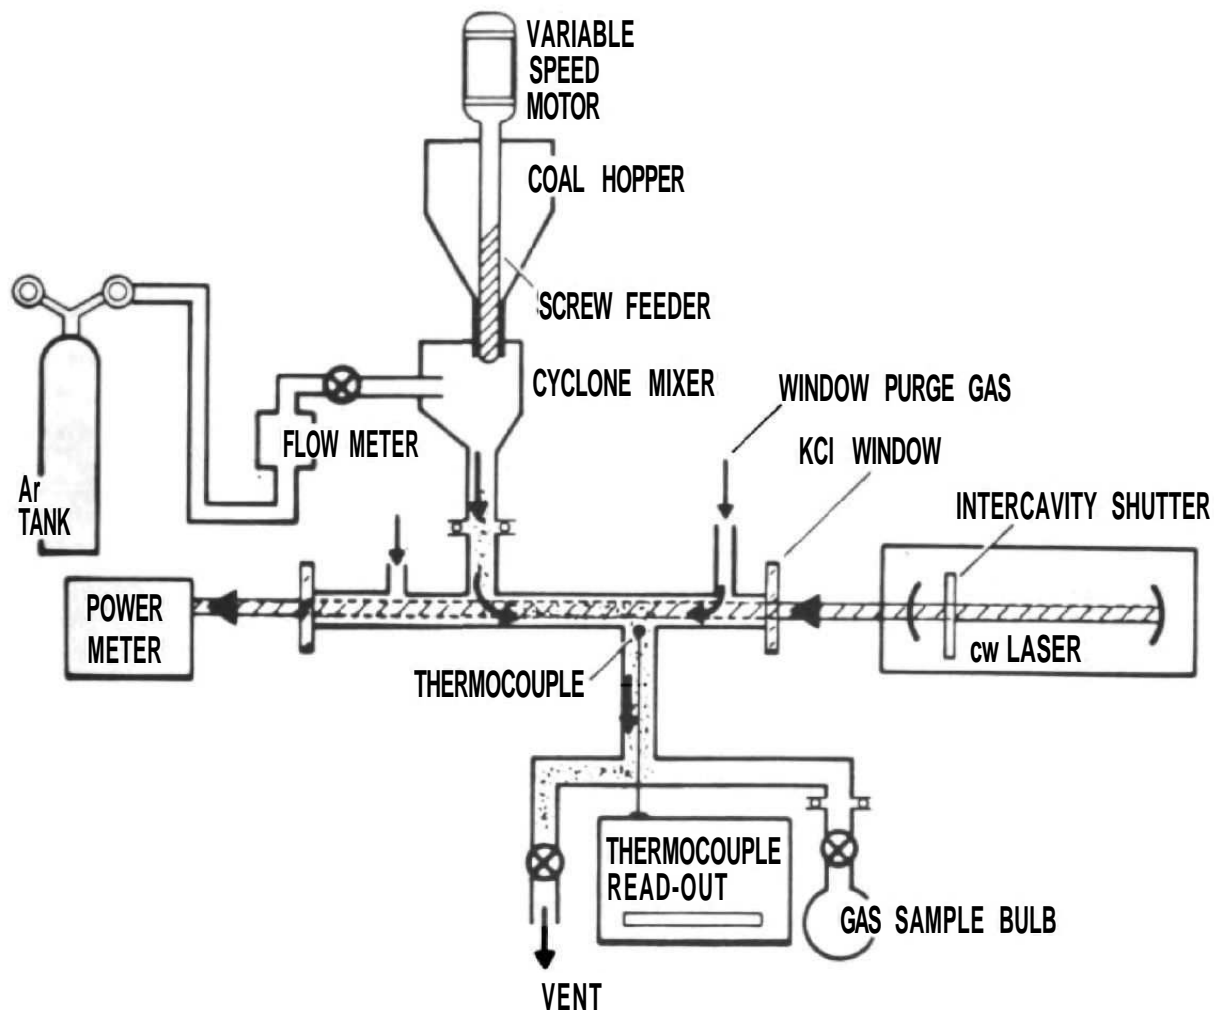 VARIABLE
SPEED
MOTOR
COAL HOPPER
SCREW FEEDER
CYCLONE MIXER
WINDOW PURGE GAS
FLOW METER
KCl WINDOW
Ar
TANK
INTERCAVITY SHUTTER
POWER
METER
cw LASER
THERMOCOUPLE
THERMOCOUPLE
READ-OUT
GAS SAMPLE BULB
VENT